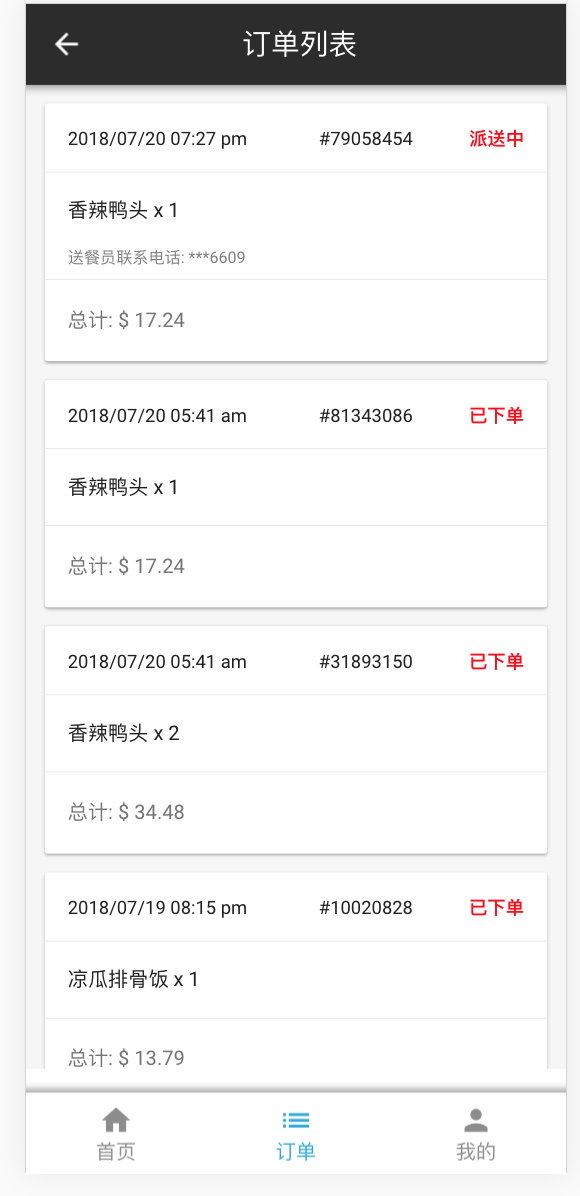 订单列表
2018/07/20 07:27 pm #79058454 派送中
香辣鸭头 x 1
送餐员联系电话: ***6609
总计: $ 17.24
2018/07/20 05:41 am #81343086 已下单
香辣鸭头 x 1
总计: $ 17.24
2018/07/20 05:41 am #31893150 已下单
香辣鸭头 x 2
总计: $ 34.48
2018/07/19 08:15 pm #10020828 已下单
凉瓜排骨饭 x 1
总计: $ 13.79
首页 订单 我的